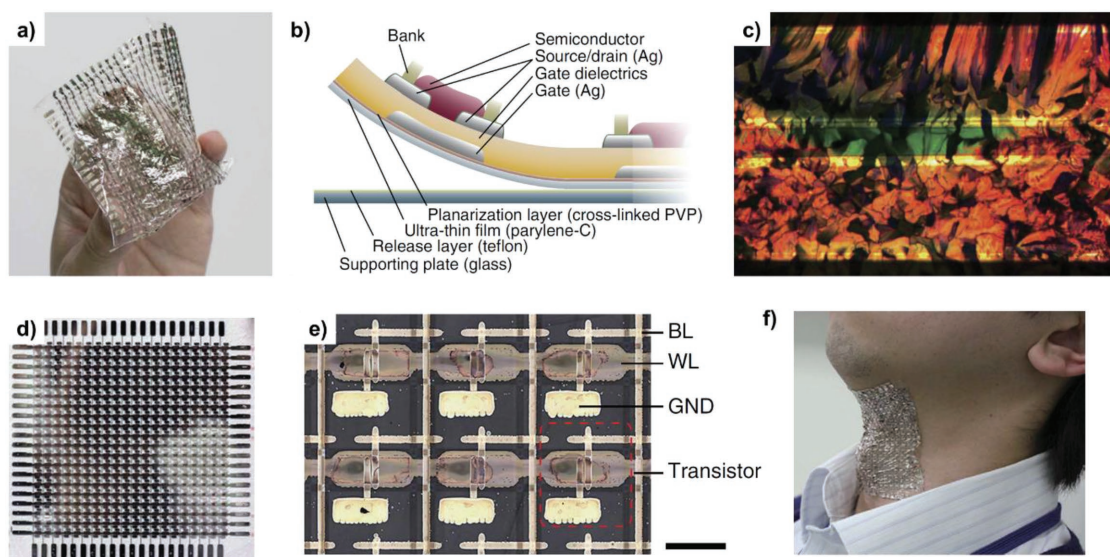 a)
b)
Bank
Semiconductor
Source/drain (Ag)
Gate dielectrics
Gate (Ag)
Planarization layer (cross-linked PVP)
Ultra-thin film (parylene-C)
Release layer (teflon)
Supporting plate (glass)
c)
d)
e)
BL
WL
GND
Transistor
f)